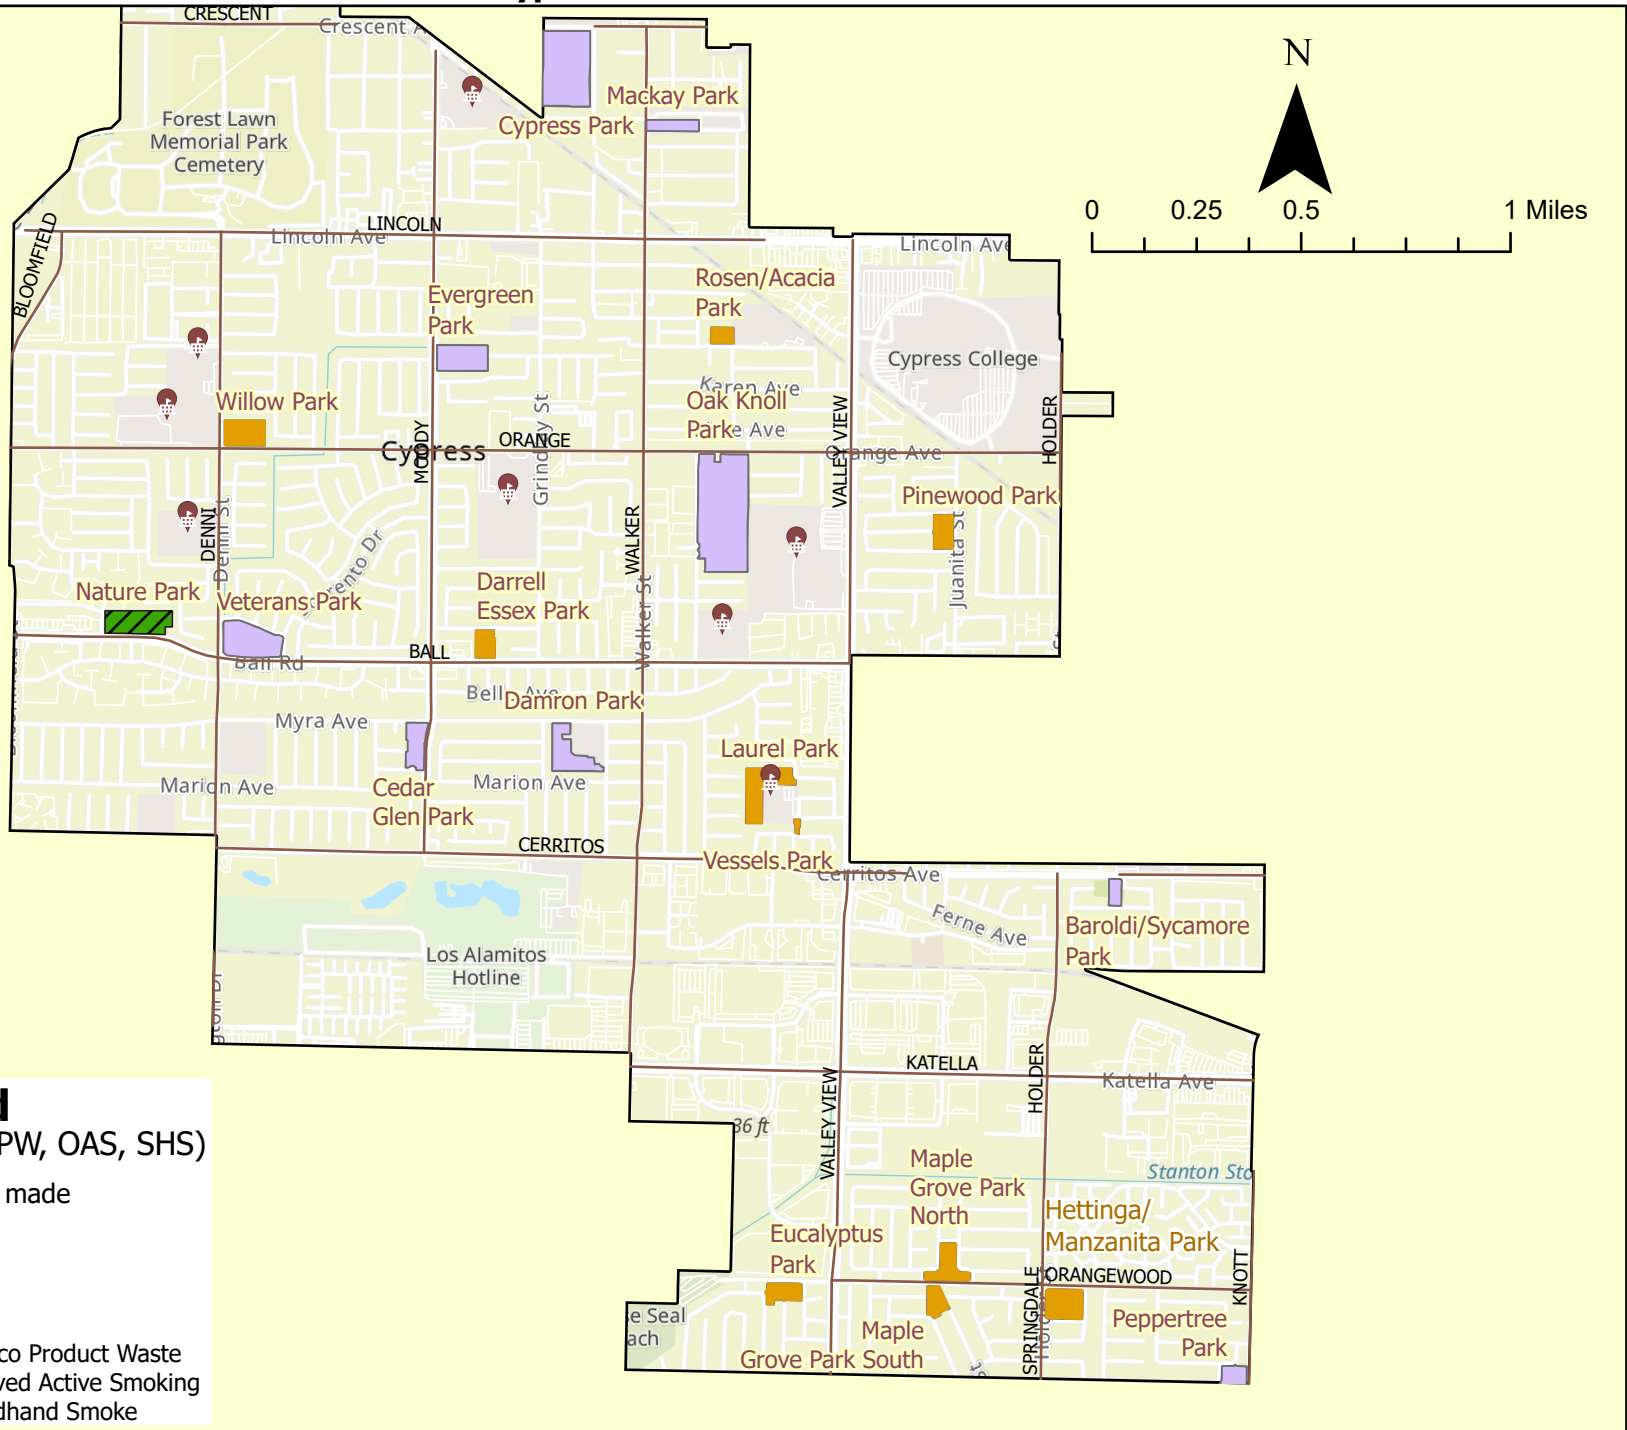 CRESCENT
Crescent A
N
Mackay Park
Cypress Park
Forest Lawn
Memorial Park
Cemetery
0 0.25 0.5 1 Miles
BLOOMFIELD
LINCOLN
Lincoln Ave
Lincoln Ave
Rosen/Acacia
Park
Evergreen
Park
Cypress College
Karen Ave
Willow Park
Oak Knoll
Park
e Ave
Grindlay St
MOODY
VALLEY VIEW
HOLDER
ORANGE
Cypress
Orange Ave
Pinewood Park
DENNI
Denni St
WALKER
Juanita St
rento Dr
Darrell
Essex Park
Nature Park
Veterans Park
Walker St
BALL
Ball Rd
Damron Park
Myra Ave
Laurel Park
Marion Ave
Marion Ave
Cedar
Glen Park
CERRITOS
Vessels Park
Cerritos Ave
Ferne Ave
Baroldi/Sycamore
Park
Los Alamitos
Hotline
KATELLA
HOLDER
Katella Ave
VALLEY VIEW
d
PW, OAS, SHS)
made
36 ft
Maple
Grove Park
North
Stanton Sto
Hettinga/
Manzanita Park
Eucalyptus
Park
ORANGEWOOD
KNOTT
SPRINGDALE
Peppertree
Park
e Seal
ach
Maple
Grove Park South
co Product Waste
ved Active Smoking
dhand Smoke